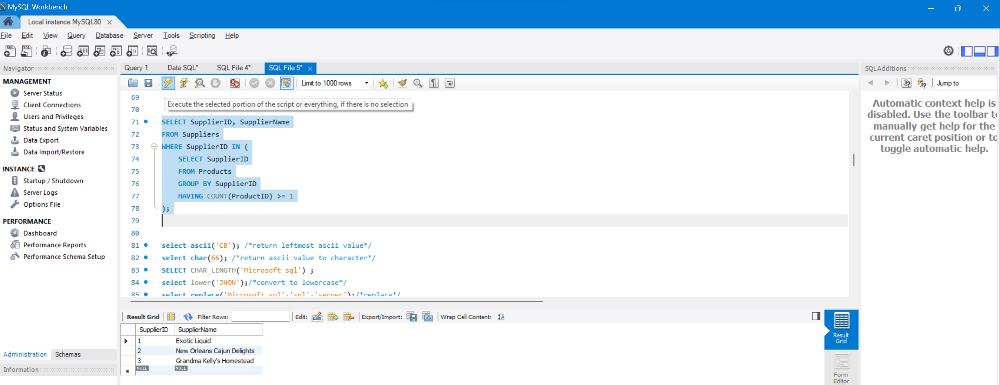 MySQL Workbench
Local instance MySQL80
File Edit View Query Database Server Tools Scripting Help
Navigator
MANAGEMENT
Server Status
Client Connections
Users and Privileges
Status and System Variables
Data Export
Data Import/Restore
INSTANCE
Startup / Shutdown
Server Logs
Options File
PERFORMANCE
Dashboard
Performance Reports
Performance Schema Setup
Administration Schemas
Information
Query 1 Data SQL* SQL File 4* SQL File 5*
Limit to 1000 rows
Execute the selected portion of the script or everything, if there is no selection
69
70
71 SELECT SupplierID, SupplierName
72 FROM Suppliers
73 WHERE SupplierID IN (
74 SELECT SupplierID
75 FROM Products
76 GROUP BY SupplierID
77 HAVING COUNT(ProductID) >= 1
78 );
79
80
81 select ascii('CB'); /*return leftmost ascii value*/
82 select char(66); /*return ascii value to character*/
83 SELECT CHAR_LENGTH('Microsoft sql') ;
84 select lower('JHON');/*convert to lowercase*/
85 select replace('Microsoft sql','sql','server');/*replace*/
Result Grid Filter Rows: Edit: Export/Import: Wrap Cell Content:
SupplierID SupplierName
1 Exotic Liquid
2 New Orleans Cajun Delights
3 Grandma Kelly's Homestead
NULL NULL
Result
Grid
Form
Editor
SQLAdditions
Jump to
Automatic context help is
disabled. Use the toolbar to
manually get help for the
current caret position or to
toggle automatic help.